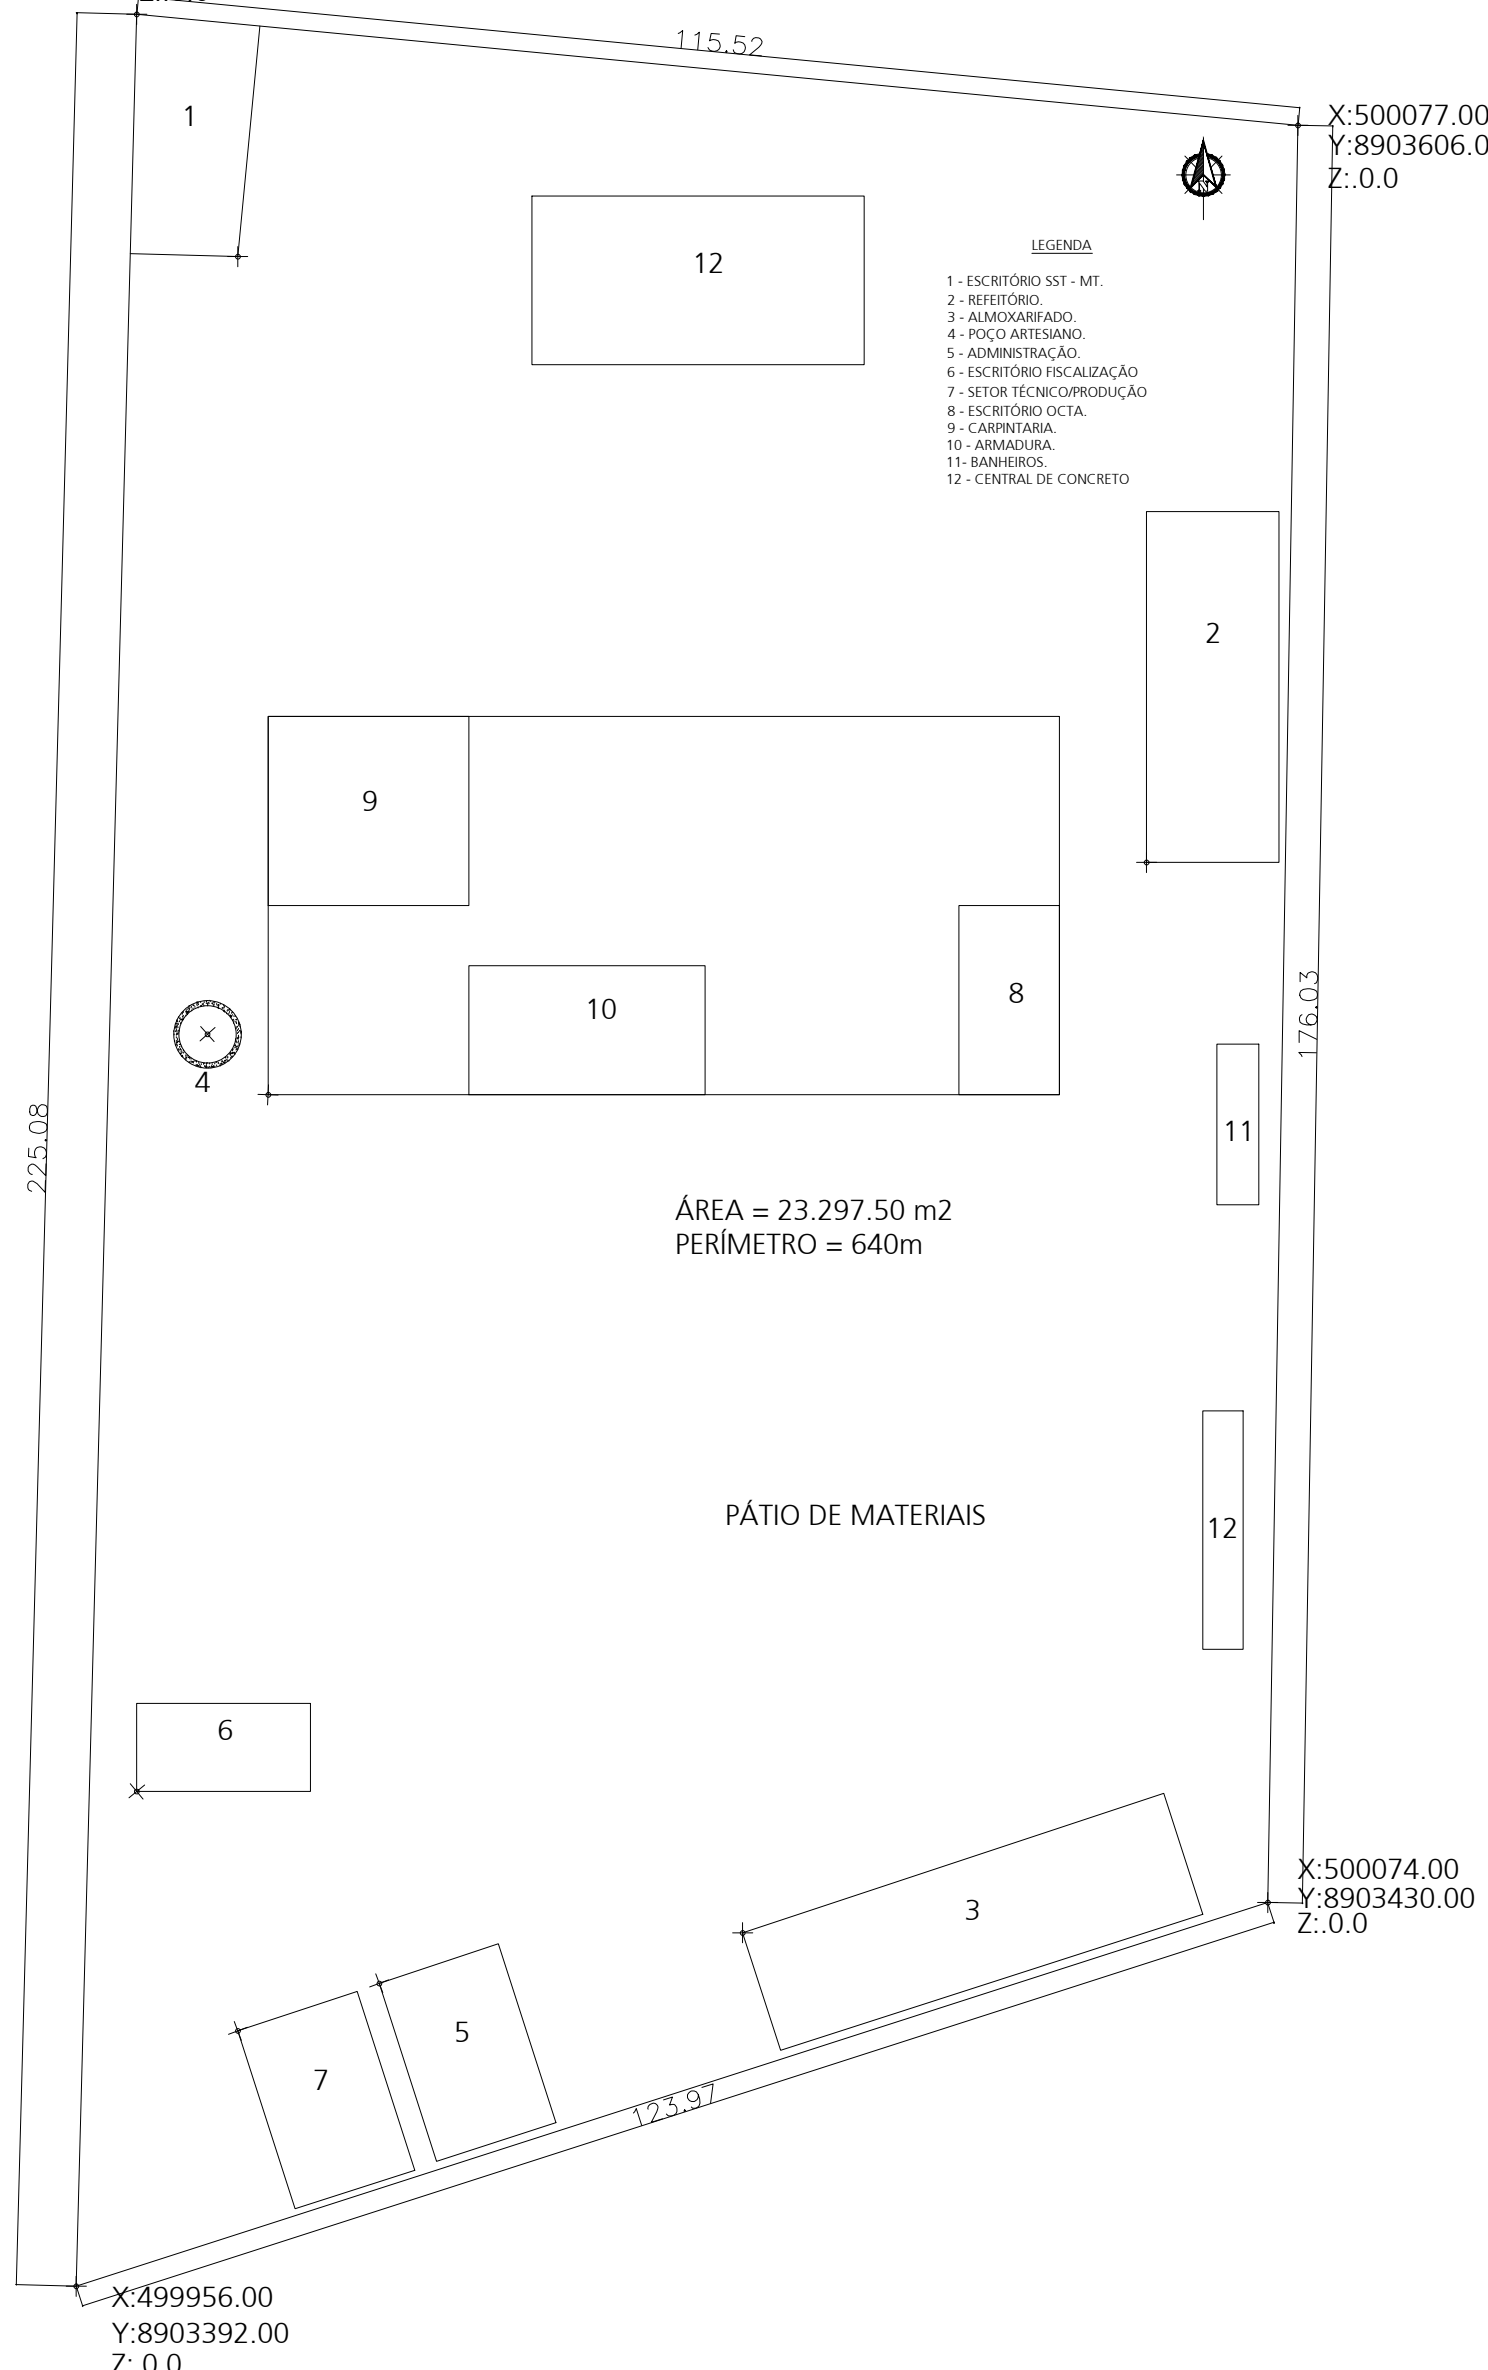 115.52
X:500077.00
Y:8903606.0
Z:.0.0
1
12
LEGENDA
1 - ESCRITÓRIO SST - MT.
2 - REFEITÓRIO.
3 - ALMOXARIFADO.
4 - POÇO ARTESIANO.
5 - ADMINISTRAÇÃO.
6 - ESCRITÓRIO FISCALIZAÇÃO
7 - SETOR TÉCNICO/PRODUÇÃO
8 - ESCRITÓRIO OCTA.
9 - CARPINTARIA.
10 - ARMADURA.
11- BANHEIROS.
12 - CENTRAL DE CONCRETO
2
9
10
8
4
176.03
225.08
11
ÁREA = 23.297.50 m2
PERÍMETRO = 640m
PÁTIO DE MATERIAIS
12
6
3
X:500074.00
Y:8903430.00
Z:.0.0
5
7
123.97
X:499956.00
Y:8903392.00
Z:.0.0